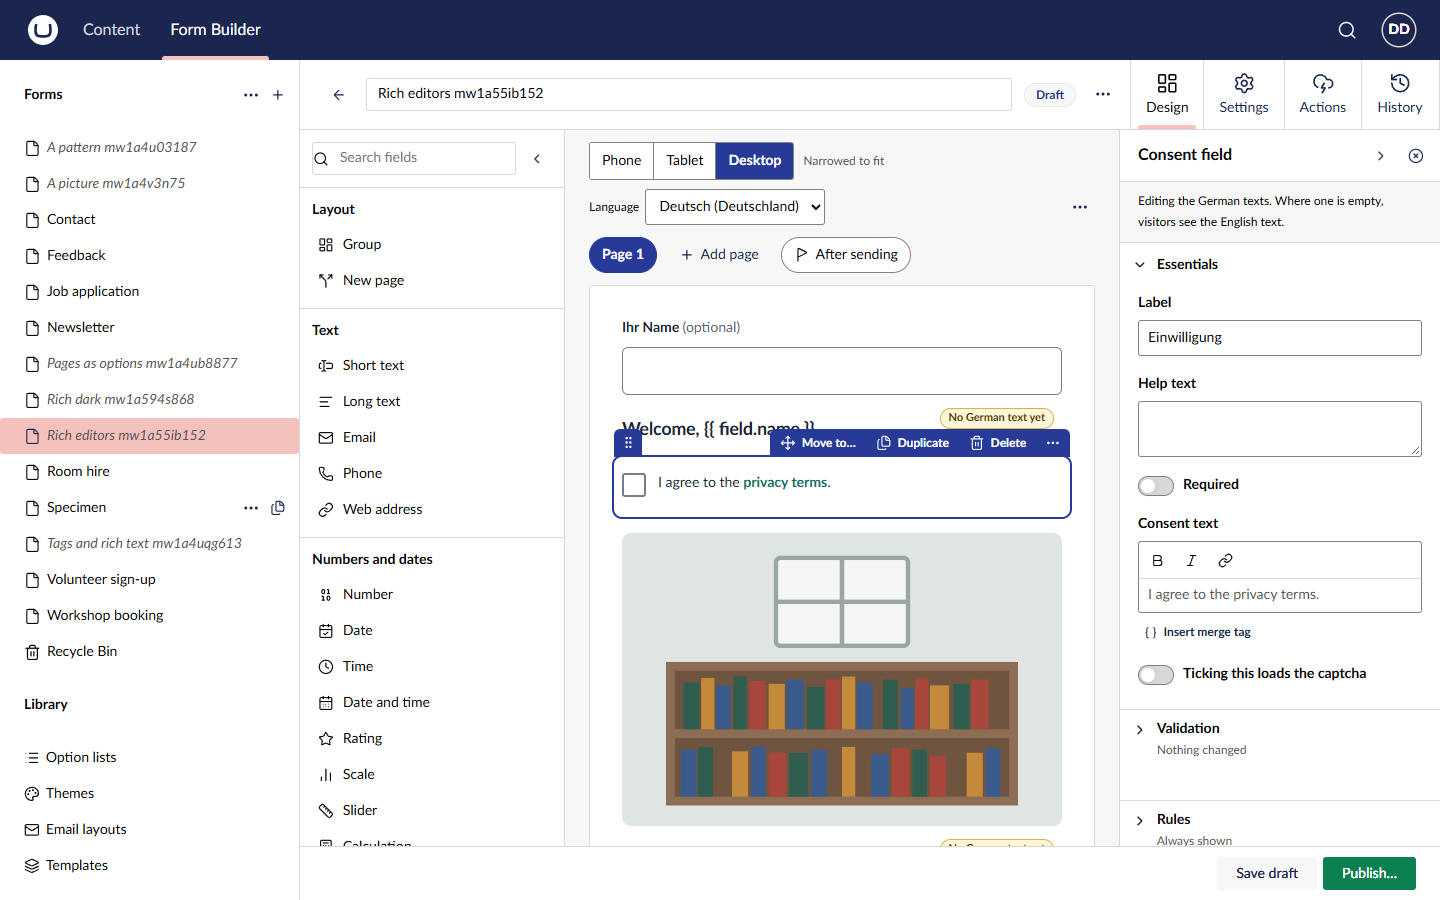 Content
Form Builder
DD
Forms
A pattern mw1a4u03187
A picture mw1a4v3n75
Contact
Feedback
Job application
Newsletter
Pages as options mw1a4ub8877
Rich dark mw1a594s868
Rich editors mw1a55ib152
Room hire
Specimen
Tags and rich text mw1a4uqg613
Volunteer sign-up
Workshop booking
Recycle Bin
Library
Option lists
Themes
Email layouts
Templates
Rich editors mw1a55ib152
Draft
Design
Settings
Actions
History
Search fields
Layout
Group
New page
Text
Short text
Long text
Email
Phone
Web address
Numbers and dates
Number
Date
Time
Date and time
Rating
Scale
Slider
Calculation
Phone
Tablet
Desktop
Narrowed to fit
Language
Deutsch (Deutschland)
Page 1
Add page
After sending
Ihr Name (optional)
No German text yet
Welcome, {{ field.name }}
Move to...
Duplicate
Delete
I agree to the privacy terms.
No German text yet
Consent field
Editing the German texts. Where one is empty,
visitors see the English text.
Essentials
Label
Einwilligung
Help text
Required
Consent text
B I
I agree to the privacy terms.
{ } Insert merge tag
Ticking this loads the captcha
Validation
Nothing changed
Rules
Always shown
Save draft
Publish...